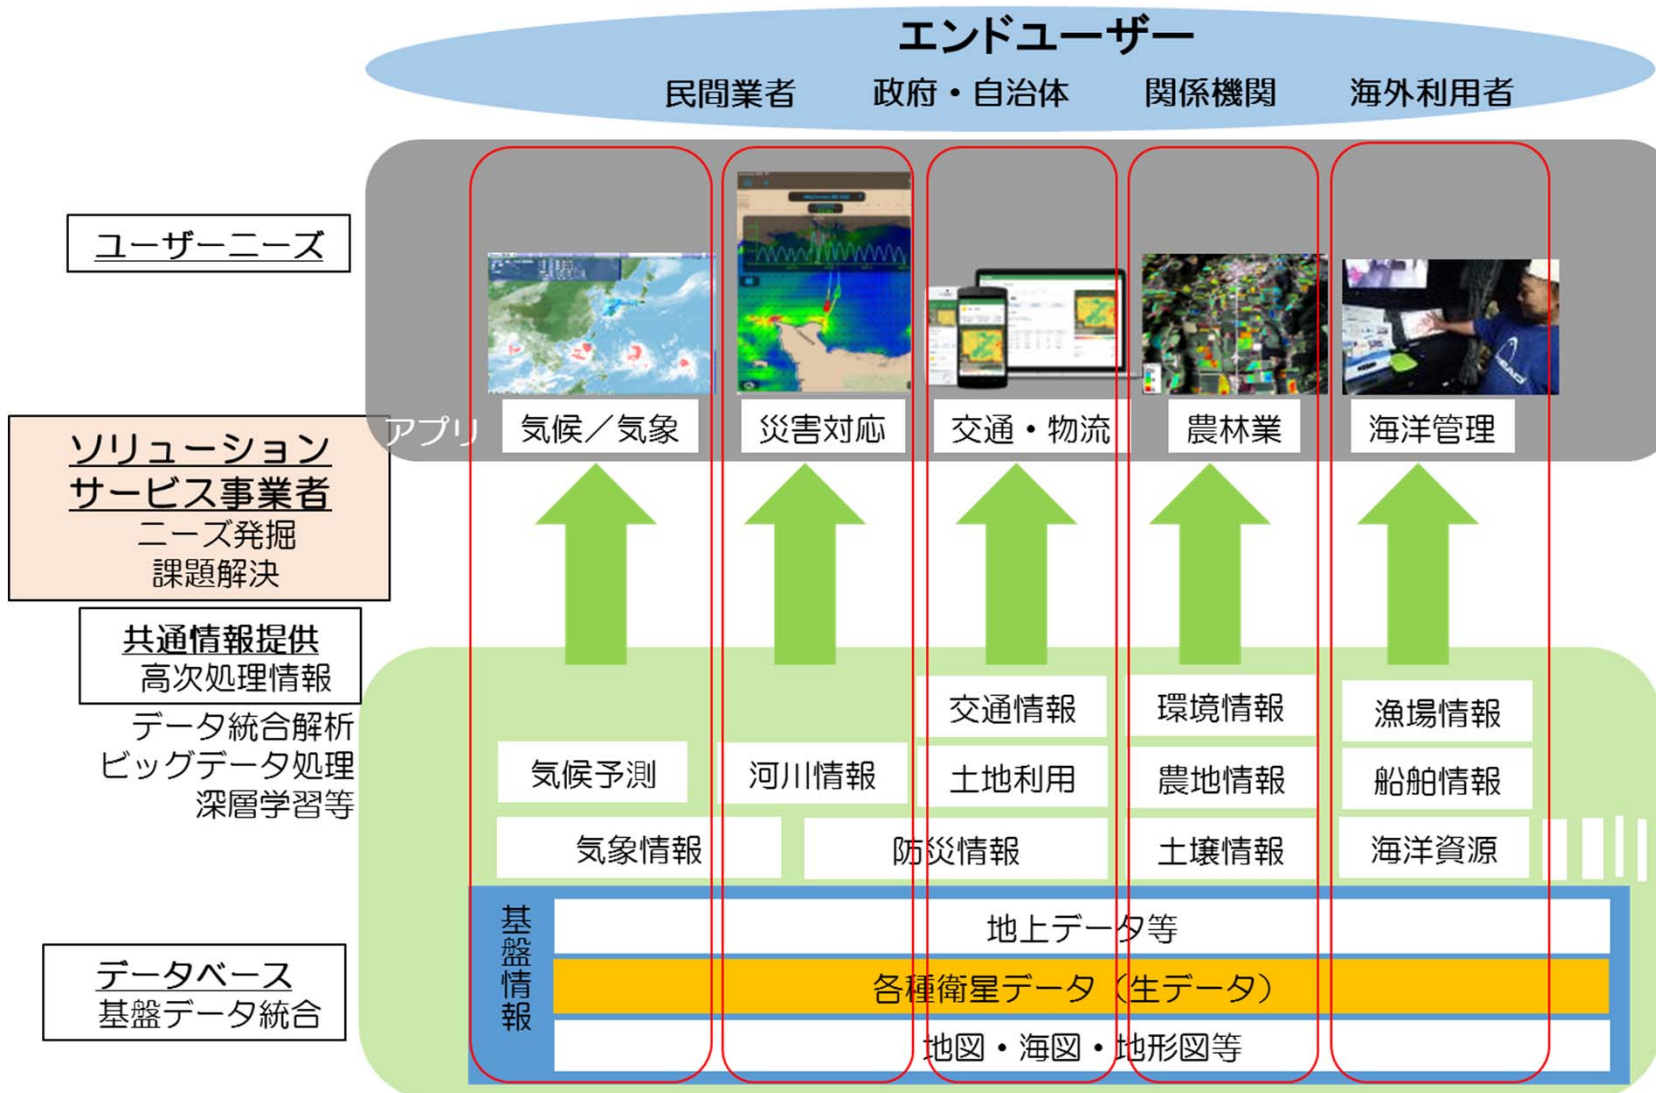 エンドユーザー
民間業者 政府・自治体 関係機関 海外利用者
ユーザーニーズ
アプリ
気候／気象 災害対応 交通・物流 農林業 海洋管理
ソリューション
サービス事業者
ニーズ発掘
課題解決
共通情報提供
高次処理情報
データ統合解析
ビッグデータ処理
深層学習等
交通情報 環境情報 漁場情報
気候予測 河川情報 土地利用 農地情報 船舶情報
気象情報 防災情報 土壌情報 海洋資源
データベース
基盤データ統合
基盤情報
地上データ等
各種衛星データ（生データ）
地図・海図・地形図等